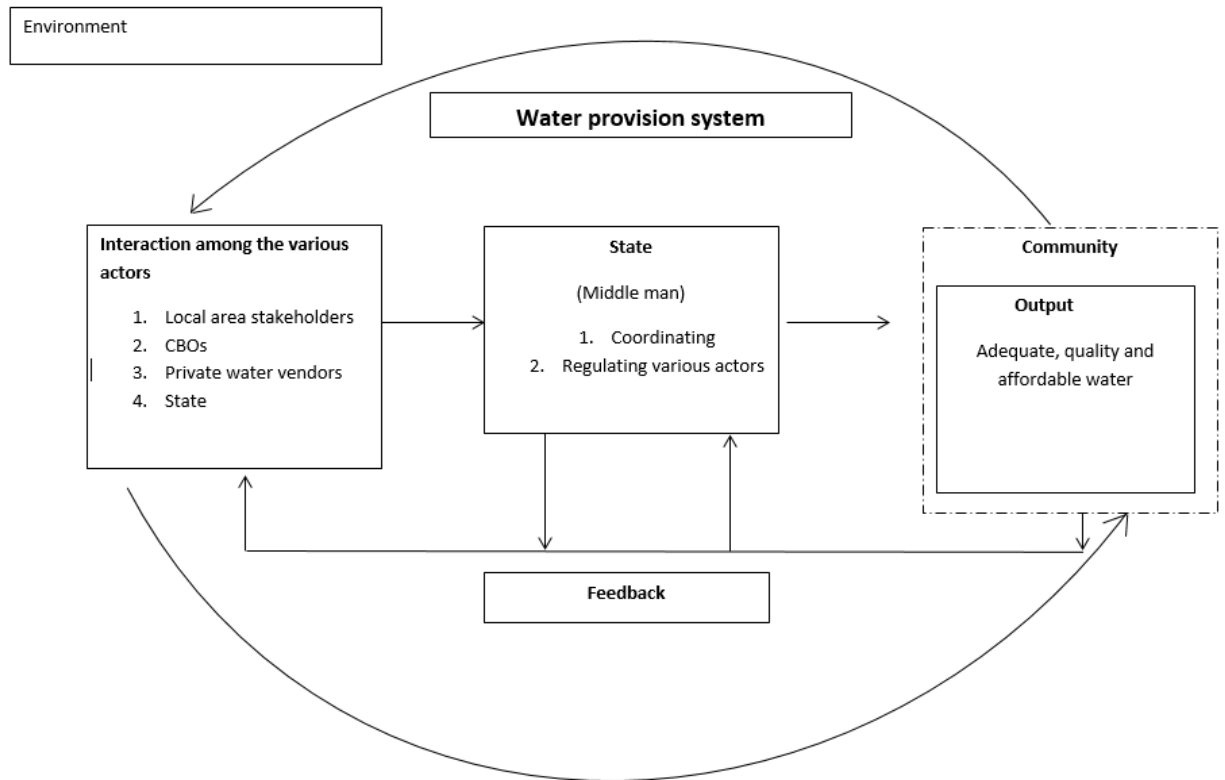 Environment
Water provision system
Interaction among the various
actors
1. Local area stakeholders
2. CBOs
3. Private water vendors
4. State
State
(Middle man)
1. Coordinating
2. Regulating various actors
Community
Output
Adequate, quality and
affordable water
Feedback